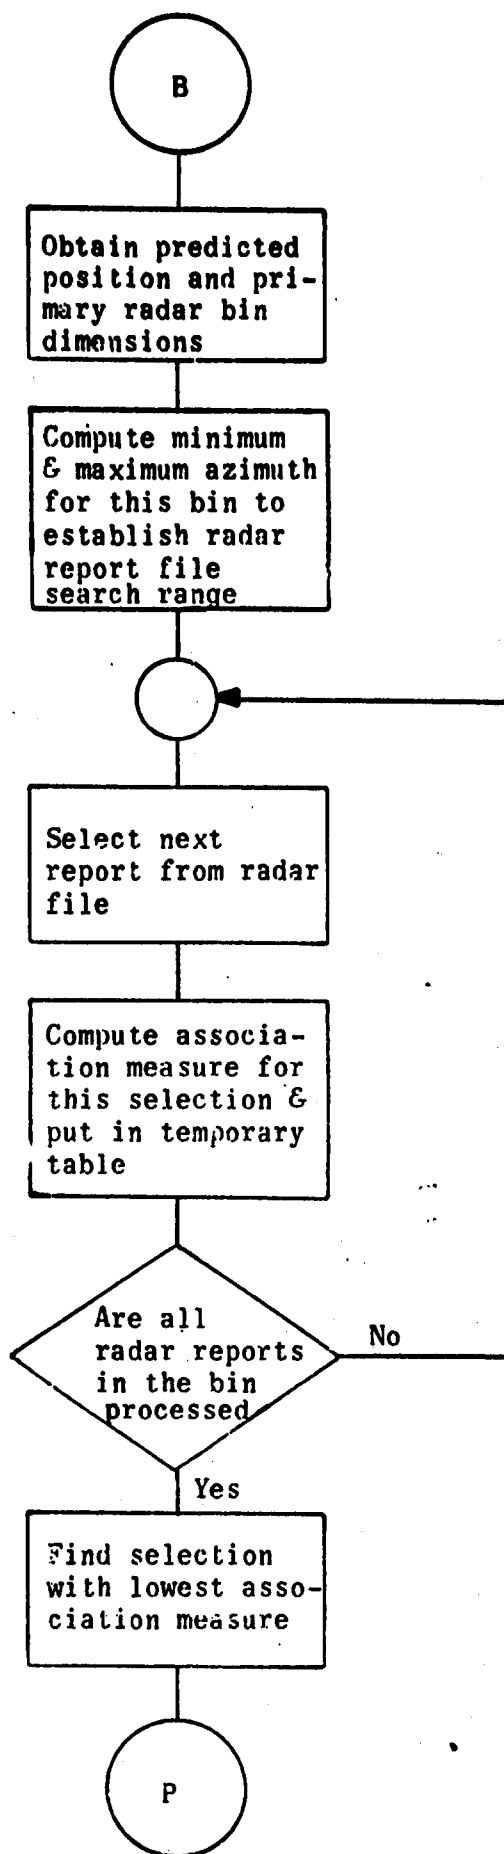 B
Obtain predicted
position and pri-
mary radar bin
dimensions
Compute minimum
& maximum azimuth
for this bin to
establish radar
report file
search range
Select next
report from radar
file
Compute associa-
tion measure for
this selection &
put in temporary
table
Are all
radar reports
in the bin
processed
No
Yes
Find selection
with lowest asso-
ciation measure
P